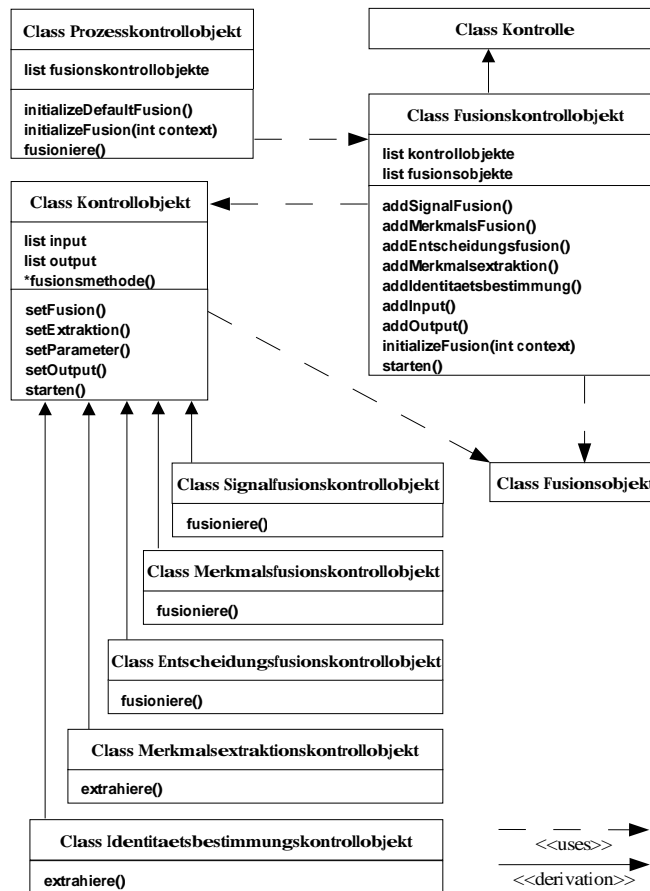 Class Prozesskontrollobjekt
list fusionskontrollobjekte
initializeDefaultFusion()
initializeFusion(int context)
fusioniere()
Class Kontrolle
Class Fusionskontrollobjekt
list kontrollobjekte
list fusionsobjekte
addSignalFusion()
addMerkmalsFusion()
addEntscheidungsfusion()
addMerkmalsextraktion()
addIdentitaetsbestimmung()
addInput()
addOutput()
initializeFusion(int context)
starten()
Class Kontrollobjekt
list input
list output
*fusionsmethode()
setFusion()
setExtraktion()
setParameter()
setOutput()
starten()
Class Fusionsobjekt
Class Signalfusionskontrollobjekt
fusioniere()
Class Merkmalsfusionskontrollobjekt
fusioniere()
Class Entscheidungsfusionskontrollobjekt
fusioniere()
Class Merkmalsextraktionskontrollobjekt
extrahiere()
Class Identitaetsbestimmungskontrollobjekt
extrahiere()
<<uses>>
<<derivation>>